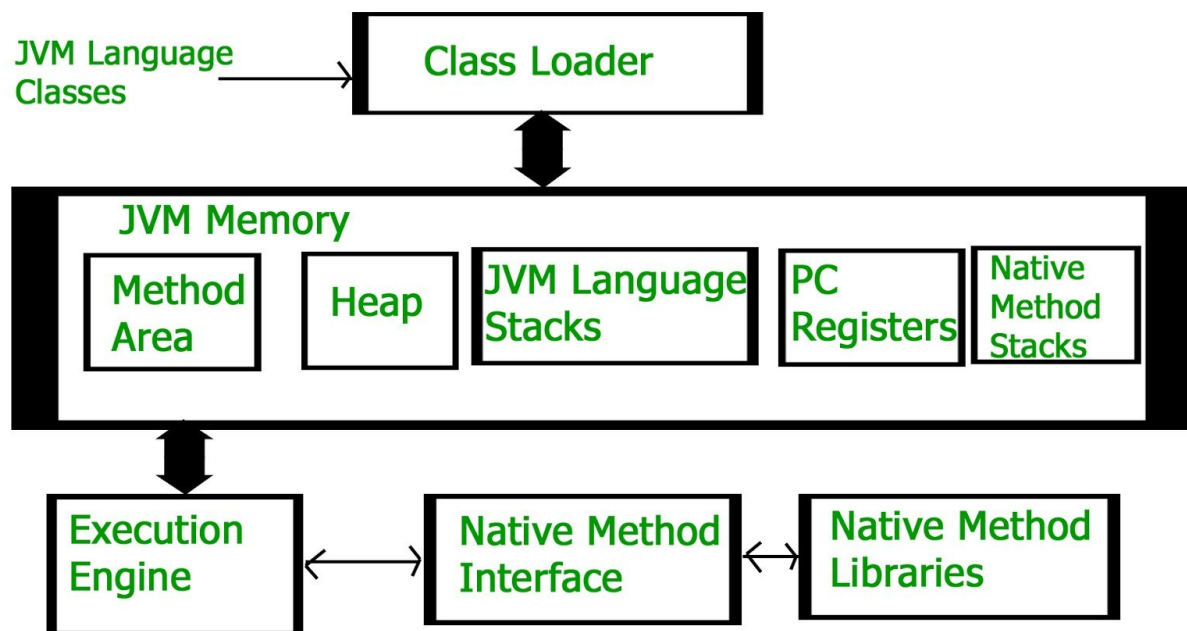 JVM Language
Classes
Class Loader
JVM Memory
Method
Area
Heap
JVM Language
Stacks
PC
Registers
Native
Method
Stacks
Execution
Engine
Native Method
Interface
Native Method
Libraries